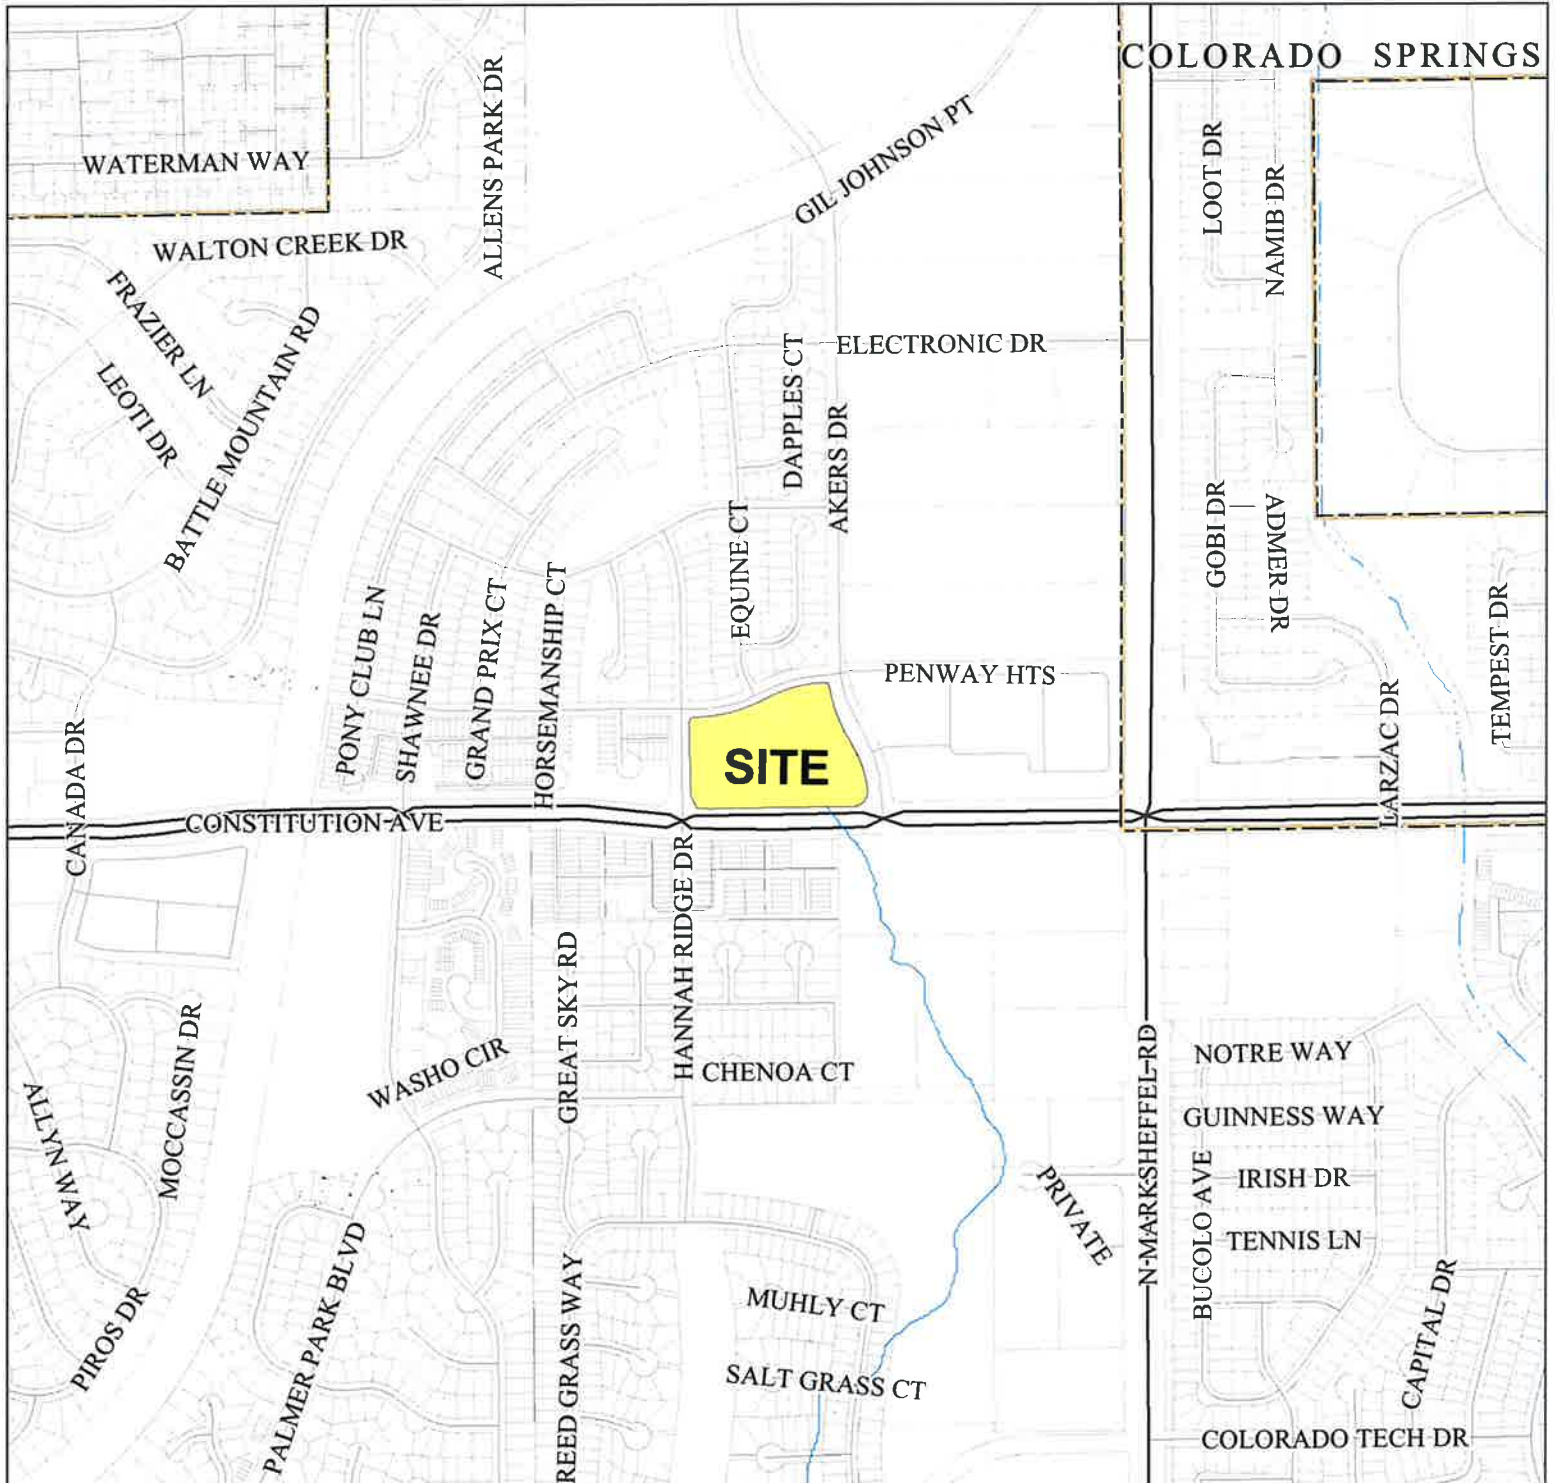 COLORADO SPRINGS
WATERMAN WAY
ALLENS PARK DR
GIL JOHNSON PT
LOOT DR
NAMIB DR
WALTON CREEK DR
FRAZIER LN
LEOTI DR
BATTLE MOUNTAIN RD
ELECTRONIC DR
DAPPLES CT
AKERS DR
EQUINE CT
GOBI DR
ADMER DR
TEMPEST DR
PONY CLUB LN
SHAWNEE DR
GRAND PRIX CT
HORSEMANSHIP CT
PENWAY HTS
LARZAC DR
CANADA DR
SITE
CONSTITUTION AVE
HANNAH RIDGE DR
GREAT SKY RD
MOCCASSIN DR
WASHO CIR
CHENOA CT
N MARKSHEFFEL RD
NOTRE WAY
GUINNESS WAY
ALLYN WAY
PRIVATE
BUCOLO AVE
IRISH DR
TENNIS LN
PIROS DR
PALMER PARK BLVD
REED GRASS WAY
MUHLY CT
SALT GRASS CT
CAPITAL DR
COLORADO TECH DR